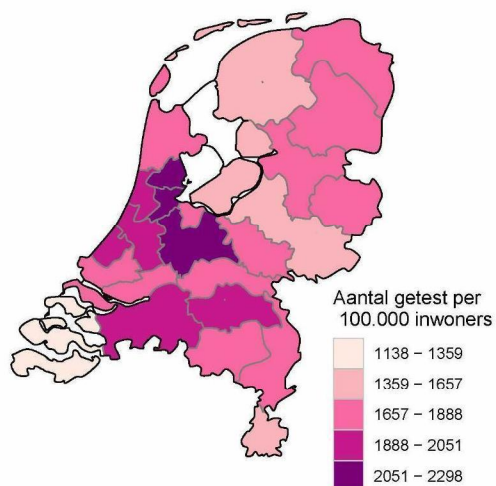 Aantal getest per
100.000 inwoners
1138 – 1359
1359 – 1657
1657 – 1888
1888 – 2051
2051 – 2298